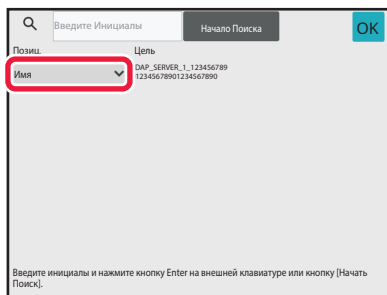 Введите Инициалы
Начало Поиска
OK
Позиц.
Цель
Имя
DAP_SERVER_1_123456789
12345678901234567890
Введите инициалы и нажмите кнопку Enter на внешней клавиатуре или кнопку [Начать
Поиск].